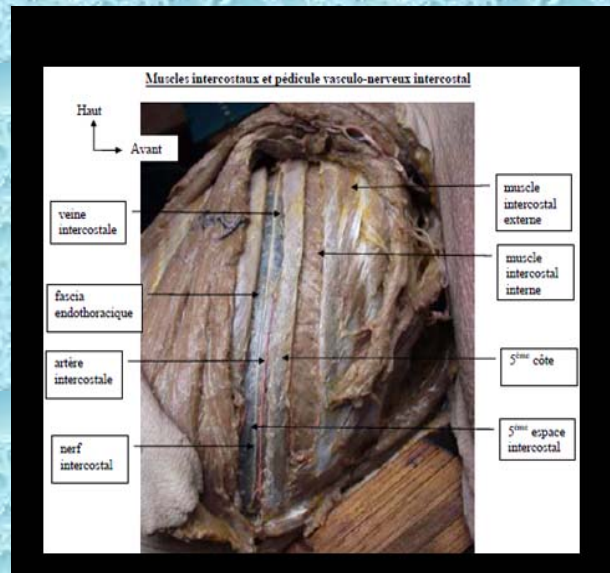 Muscles intercostaux et pédicule vasculo-nerveux intercostal
Haut
Avant
veine
intercostale
fascia
endothoracique
artère
intercostale
nerf
intercostal
muscle
intercostal
externe
muscle
intercostal
interne
5ème côte
5ème espace
intercostal